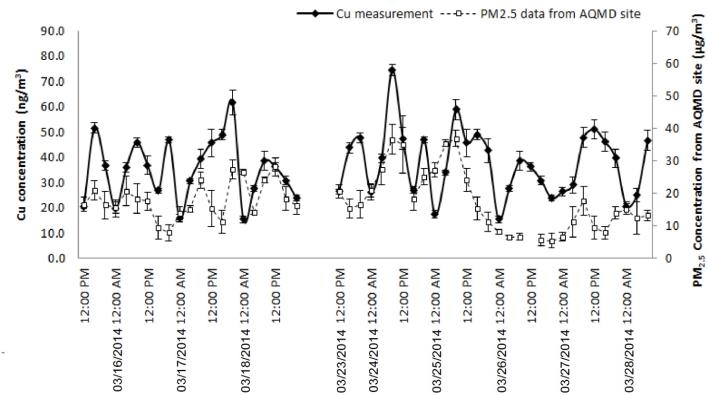 Cu measurement
PM2.5 data from AQMD site
90.0
80.0
70.0
60.0
50.0
40.0
30.0
20.0
10.0
0.0
Cu concentration (ng/m³)
70
60
50
40
30
20
10
0
PM₂.₅ Concentration from AQMD site (µg/m³)
12:00 PM
03/16/2014 12:00 AM
12:00 PM
03/17/2014 12:00 AM
12:00 PM
03/18/2014 12:00 AM
12:00 PM
12:00 PM
03/23/2014
03/24/2014 12:00 AM
12:00 PM
03/25/2014 12:00 AM
12:00 PM
03/26/2014 12:00 AM
12:00 PM
03/27/2014 12:00 AM
12:00 PM
03/28/2014 12:00 AM